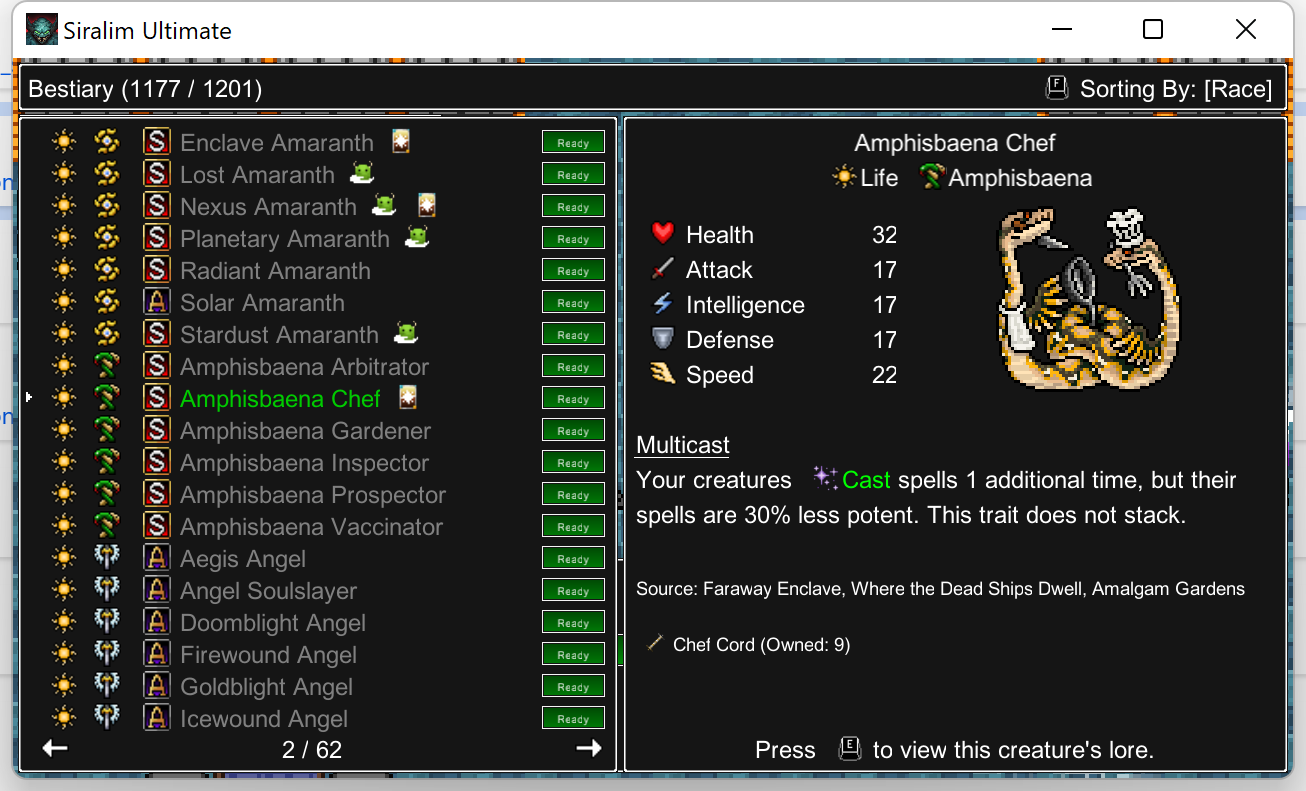 Siralim Ultimate
Bestiary (1177 / 1201)
F Sorting By: [Race]
S Enclave Amaranth Ready
S Lost Amaranth Ready
S Nexus Amaranth Ready
S Planetary Amaranth Ready
S Radiant Amaranth Ready
A Solar Amaranth Ready
S Stardust Amaranth Ready
S Amphisbaena Arbitrator Ready
S Amphisbaena Chef Ready
S Amphisbaena Gardener Ready
S Amphisbaena Inspector Ready
S Amphisbaena Prospector Ready
S Amphisbaena Vaccinator Ready
A Aegis Angel Ready
A Angel Soulslayer Ready
A Doomblight Angel Ready
A Firewound Angel Ready
A Goldblight Angel Ready
A Icewound Angel Ready
2 / 62
Amphisbaena Chef
Life Amphisbaena
Health 32
Attack 17
Intelligence 17
Defense 17
Speed 22
Multicast
Your creatures Cast spells 1 additional time, but their
spells are 30% less potent. This trait does not stack.
Source: Faraway Enclave, Where the Dead Ships Dwell, Amalgam Gardens
Chef Cord (Owned: 9)
Press E to view this creature's lore.